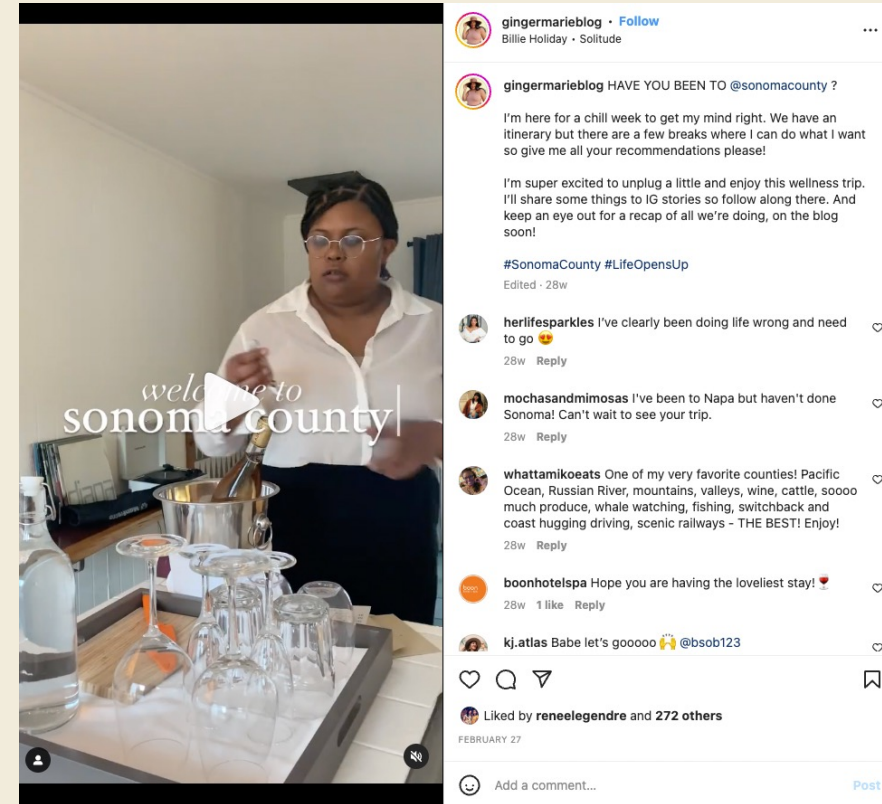 welcome to
sonoma county
gingermarieblog • Follow
Billie Holiday • Solitude
gingermarieblog HAVE YOU BEEN TO @sonomacounty ?
I'm here for a chill week to get my mind right. We have an
itinerary but there are a few breaks where I can do what I want
so give me all your recommendations please!
I'm super excited to unplug a little and enjoy this wellness trip.
I'll share some things to IG stories so follow along there. And
keep an eye out for a recap of all we're doing, on the blog
soon!
#SonomaCounty #LifeOpensUp
Edited · 28w
herlifesparkles I've clearly been doing life wrong and need
to go 😍
28w Reply
mochasandmimosas I've been to Napa but haven't done
Sonoma! Can't wait to see your trip.
28w Reply
whattamikoeats One of my very favorite counties! Pacific
Ocean, Russian River, mountains, valleys, wine, cattle, soooo
much produce, whale watching, fishing, switchback and
coast hugging driving, scenic railways - THE BEST! Enjoy!
28w Reply
boon
boonhotelspa Hope you are having the loveliest stay! 🍷
28w 1 like Reply
kj.atlas Babe let's gooooo 🙌 @bsob123
Liked by reneelegendre and 272 others
FEBRUARY 27
Add a comment...
Post